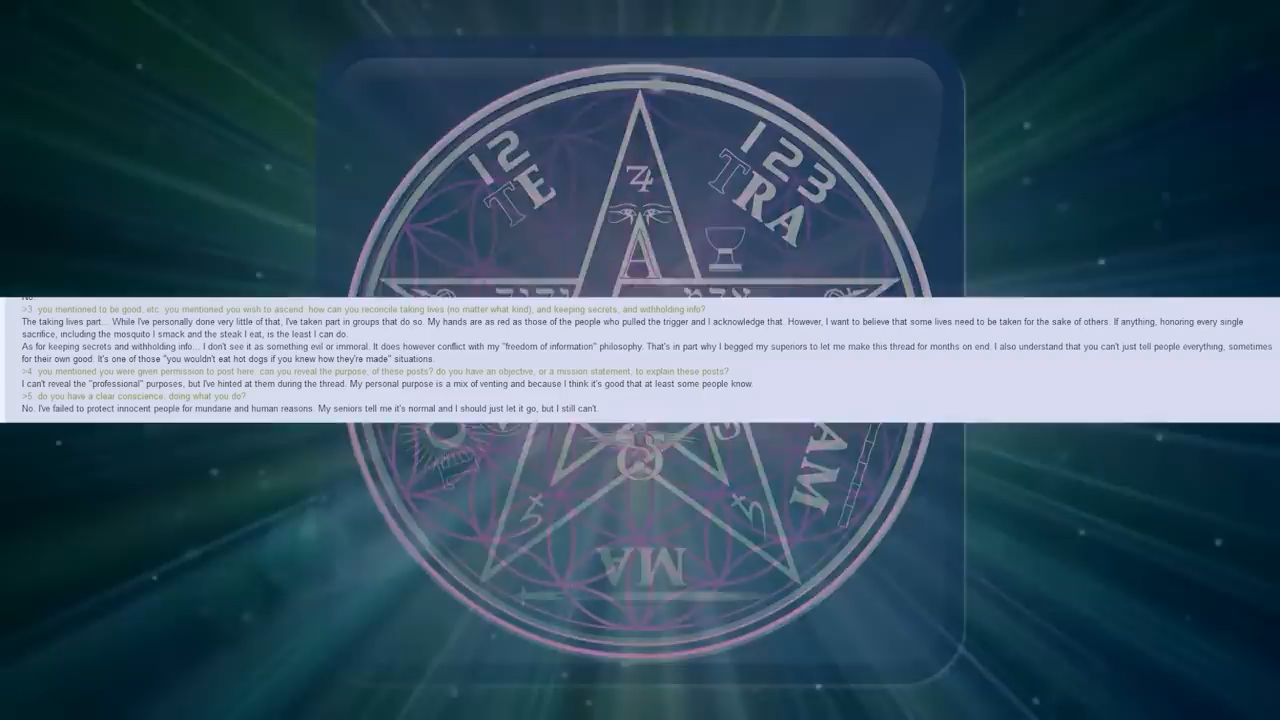 12
123
TE
TRA
A
No.
>3  you mentioned to be good, etc. you mentioned you wish to ascend. how can you reconcile taking lives (no matter what kind), and keeping secrets, and withholding info?
The taking lives part... While I've personally done very little of that, I've taken part in groups that do so. My hands are as red as those of the people who pulled the trigger and I acknowledge that. However, I want to believe that some lives need to be taken for the sake of others. If anything, honoring every single
sacrifice, including the mosquito I smack and the steak I eat, is the least I can do.
As for keeping secrets and withholding info... I don't see it as something evil or immoral. It does however conflict with my "freedom of information" philosophy. That's in part why I begged my superiors to let me make this thread for months on end. I also understand that you can't just tell people everything, sometimes
for their own good. It's one of those "you wouldn't eat hot dogs if you knew how they're made" situations.
>4  you mentioned you were given permission to post here. can you reveal the purpose, of these posts? do you have an objective, or a mission statement, to explain these posts?
I can't reveal the "professional" purposes, but I've hinted at them during the thread. My personal purpose is a mix of venting and because I think it's good that at least some people know.
>5  do you have a clear conscience, doing what you do?
No. I've failed to protect innocent people for mundane and human reasons. My seniors tell me it's normal and I should just let it go, but I still can't.
AM
MA